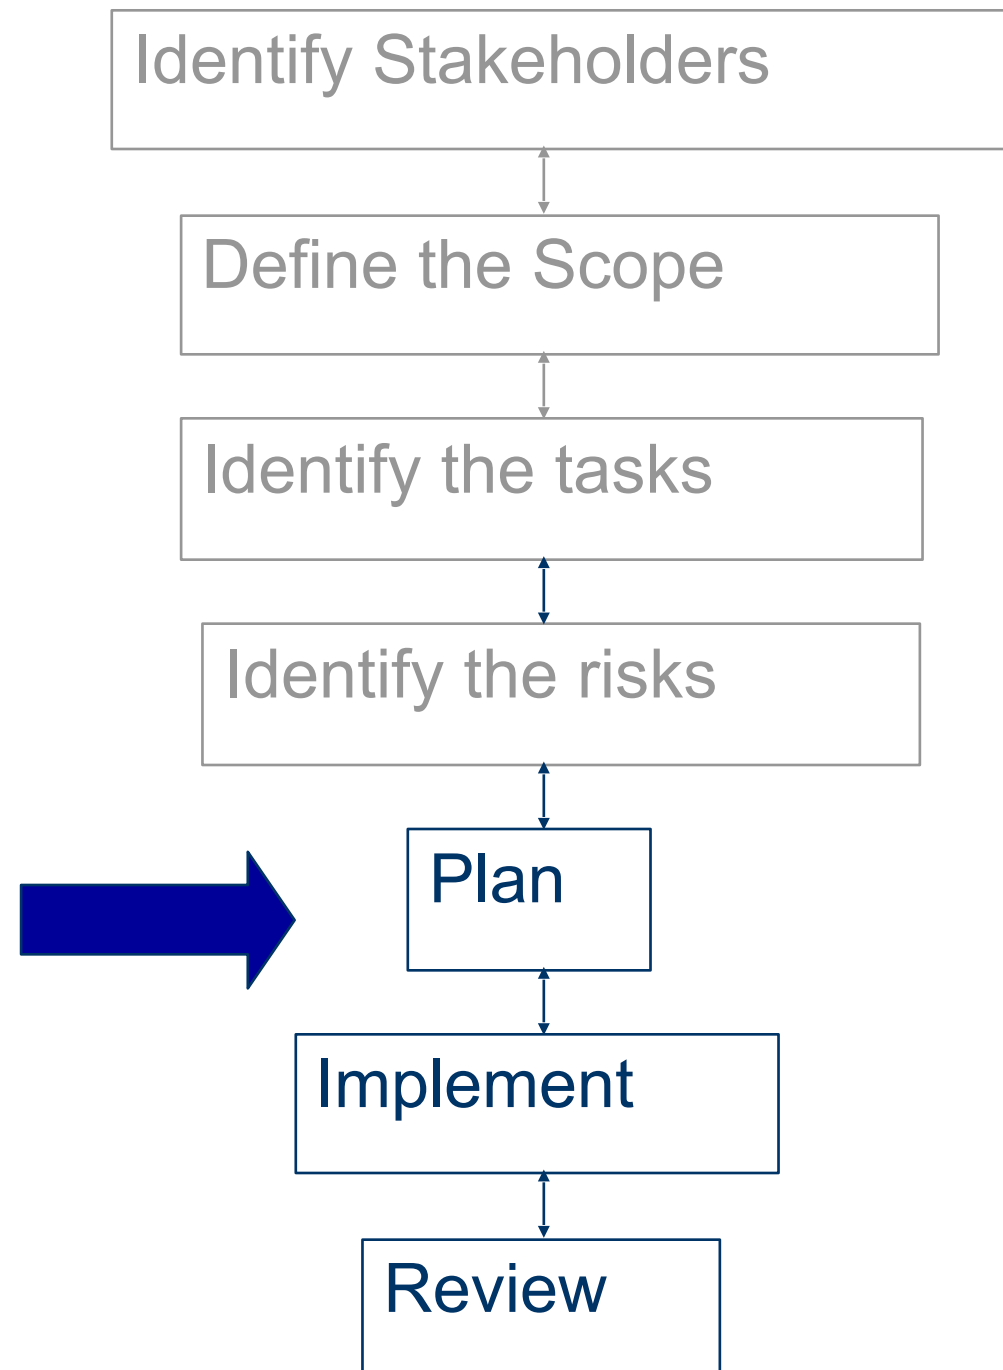 Identify Stakeholders
Define the Scope
Identify the tasks
Identify the risks
Plan
Implement
Review